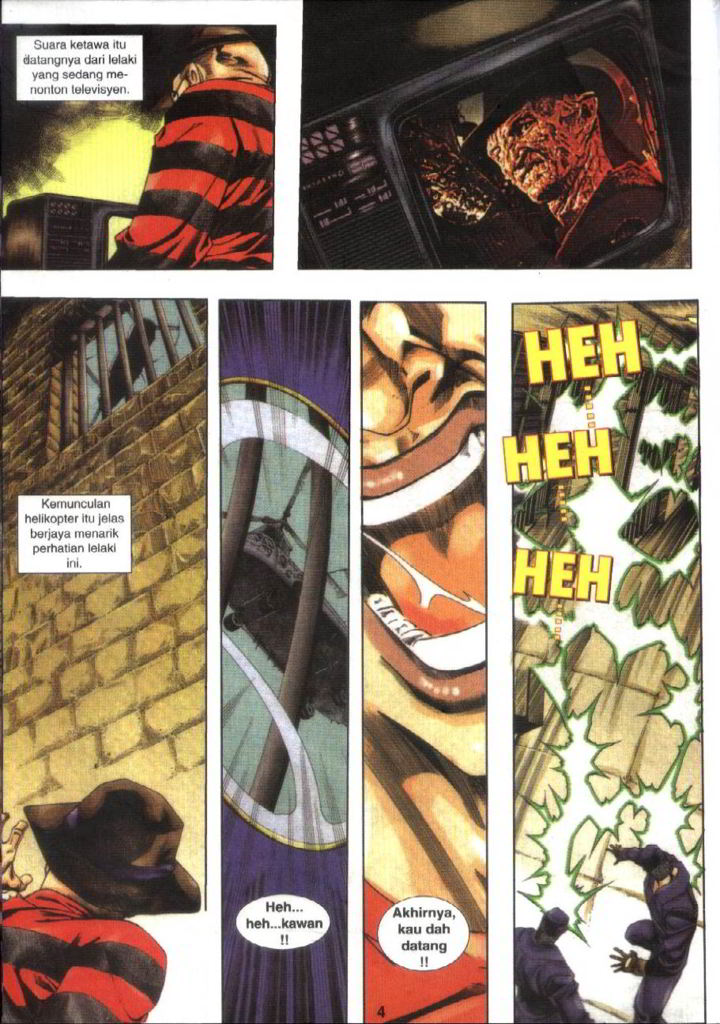 Suara ketawa itu
datangnya dari lelaki
yang sedang me-
nonton televisyen.
Kemunculan
helikopter itu jelas
berjaya menarik
perhatian lelaki
ini.
Heh...
heh...kawan
!!
Akhirnya,
kau dah
datang
!!
HEH
HEH
HEH
4